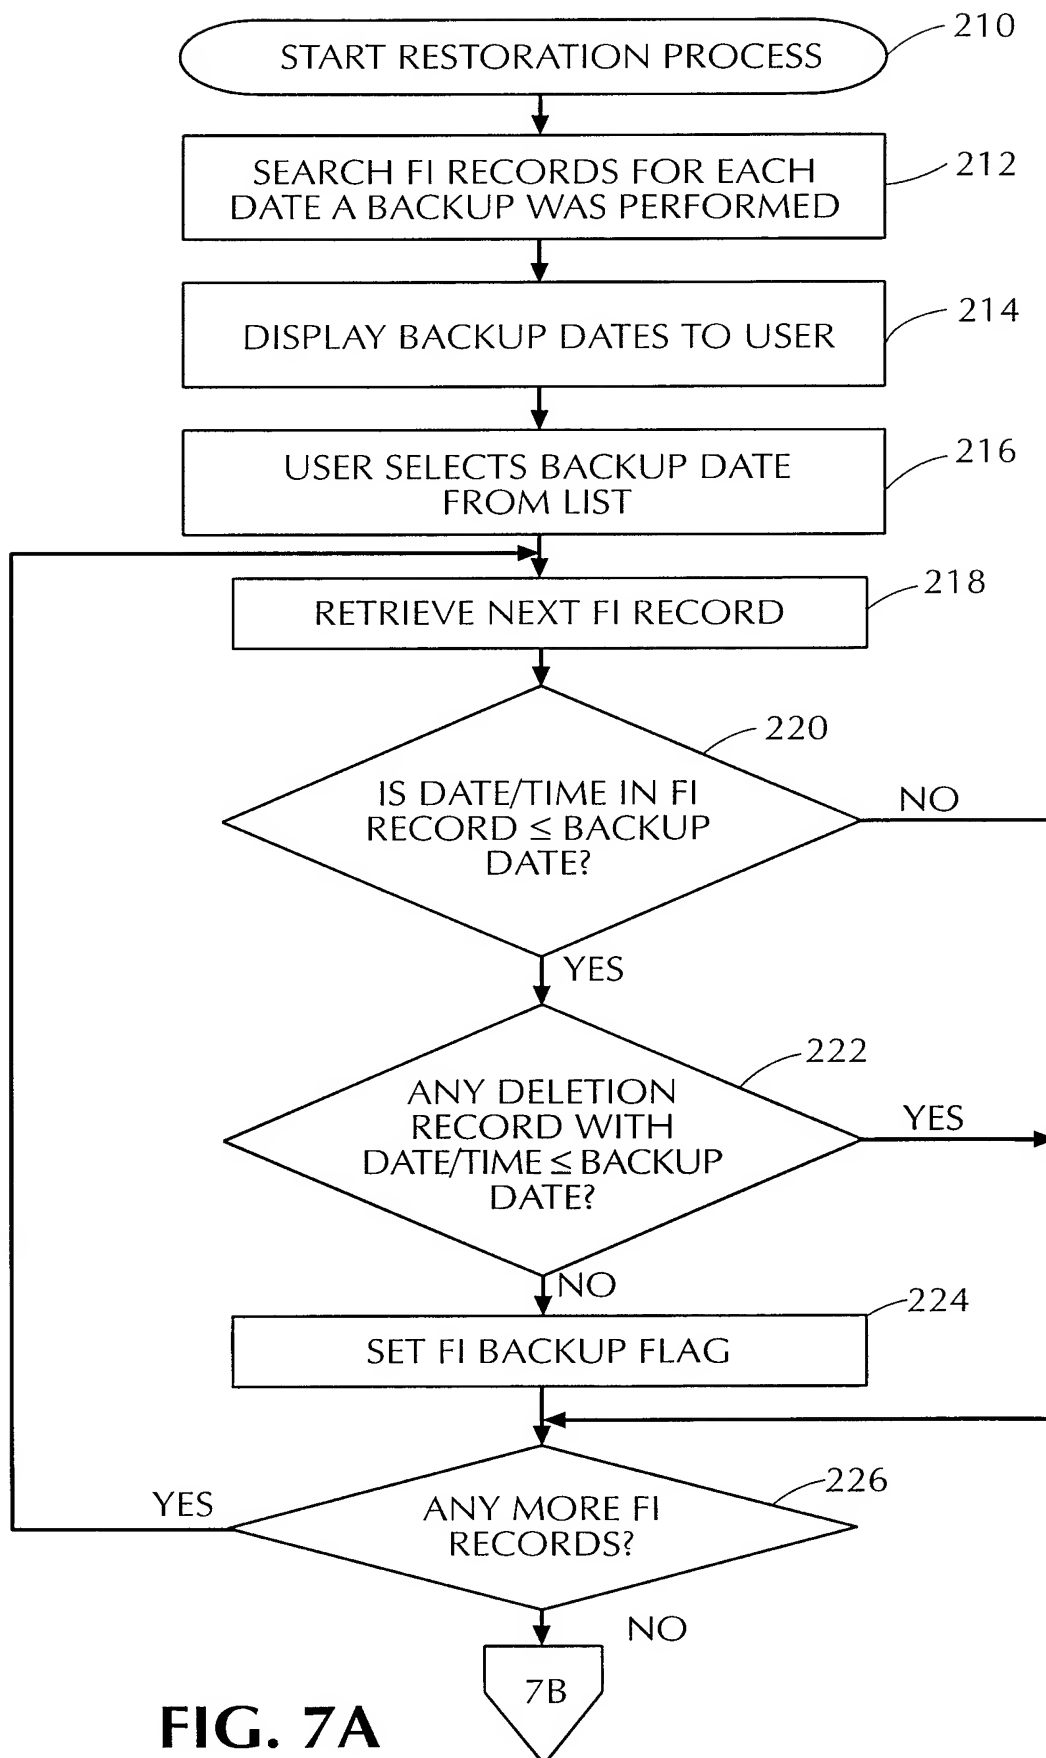 START RESTORATION PROCESS
210
SEARCH FI RECORDS FOR EACH
DATE A BACKUP WAS PERFORMED
212
DISPLAY BACKUP DATES TO USER
214
USER SELECTS BACKUP DATE
FROM LIST
216
RETRIEVE NEXT FI RECORD
218
220
IS DATE/TIME IN FI
RECORD ≤ BACKUP
DATE?
NO
YES
222
ANY DELETION
RECORD WITH
DATE/TIME ≤ BACKUP
DATE?
YES
NO
224
SET FI BACKUP FLAG
226
YES
ANY MORE FI
RECORDS?
NO
7B
FIG. 7A